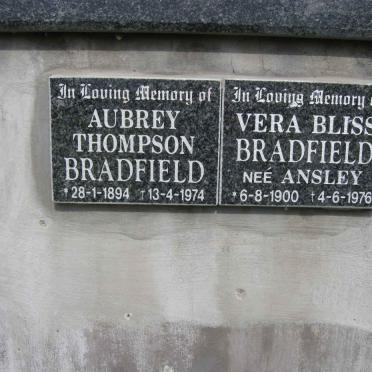 In Loving Memory of
AUBREY
THOMPSON
BRADFIELD
*28-1-1894 †13-4-1974
In Loving Memory
VERA BLISS
BRADFIELD
NEÉ ANSLEY
*6-8-1900 †4-6-1976